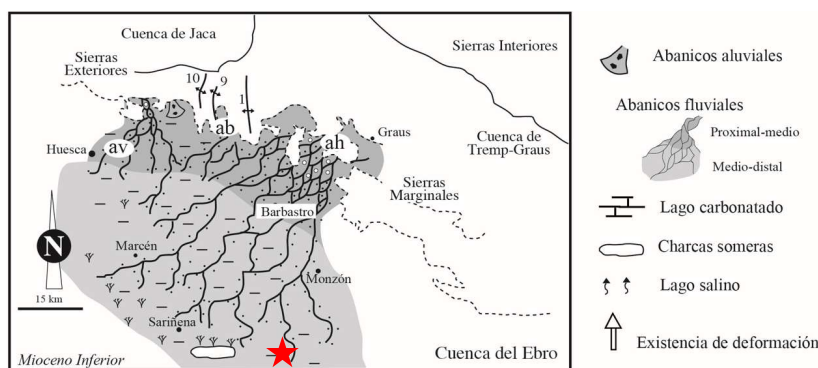 Cuenca de Jaca
Sierras Interiores
Sierras
Exteriores
10
9
1
ab
av
ah
Graus
Huesca
Cuenca de
Tremp-Graus
Sierras
Marginales
Barbastro
N
Marcén
Monzón
15 km
Sariñena
Mioceno Inferior
Cuenca del Ebro
Abanicos aluviales
Abanicos fluviales
Proximal-medio
Medio-distal
Lago carbonatado
Charcas someras
Lago salino
Existencia de deformación